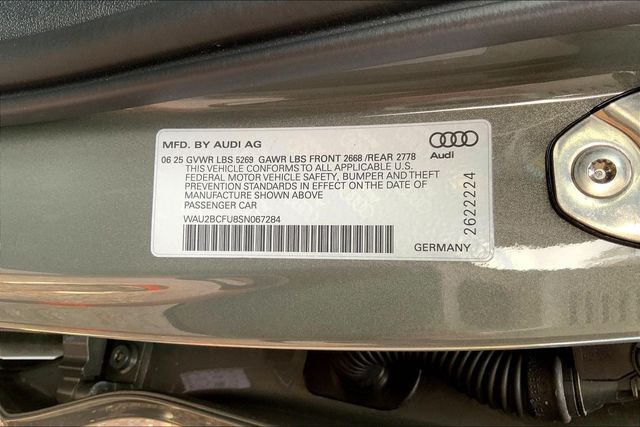 MFD. BY AUDI AG
06 25 GVWR LBS 5269 GAWR LBS FRONT 2668 /REAR 2778
THIS VEHICLE CONFORMS TO ALL APPLICABLE U.S.
FEDERAL MOTOR VEHICLE SAFETY, BUMPER AND THEFT
PREVENTION STANDARDS IN EFFECT ON THE DATE OF
MANUFACTURE SHOWN ABOVE
PASSENGER CAR
WAU2BCFU8SN067284
Audi
2622224
GERMANY